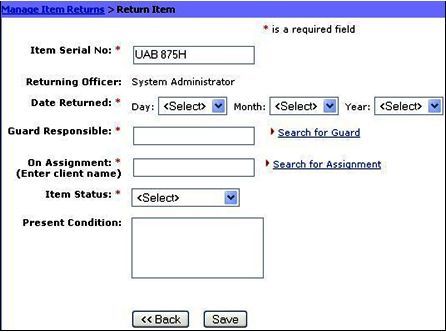 Manage Item Returns > Return Item
* is a required field
Item Serial No: * UAB 875H
Returning Officer: System Administrator
Date Returned: * Day: <Select> Month: <Select> Year: <Select>
Guard Responsible: * Search for Guard
On Assignment: * Search for Assignment
(Enter client name)
Item Status: * <Select>
Present Condition:
<< Back Save